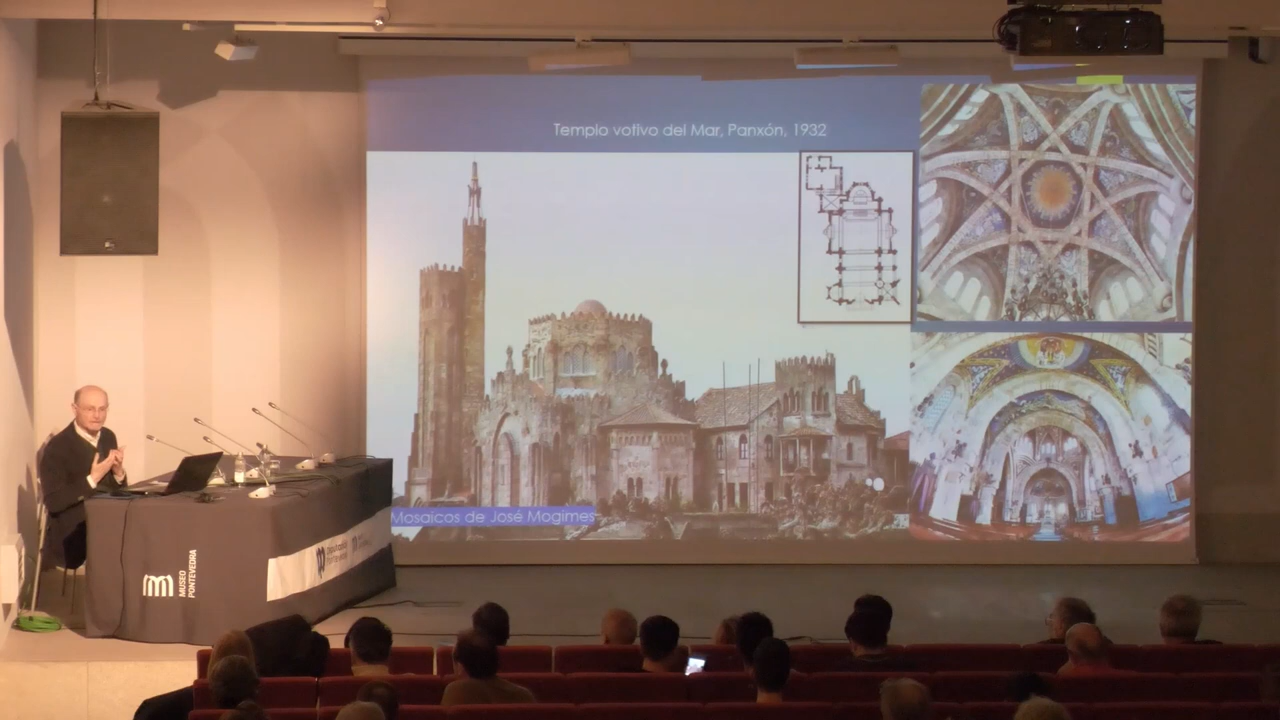 Templo votivo del Mar, Panxón, 1932
Mosaicos de José Mogimes
MUSEO
PONTEVEDRA